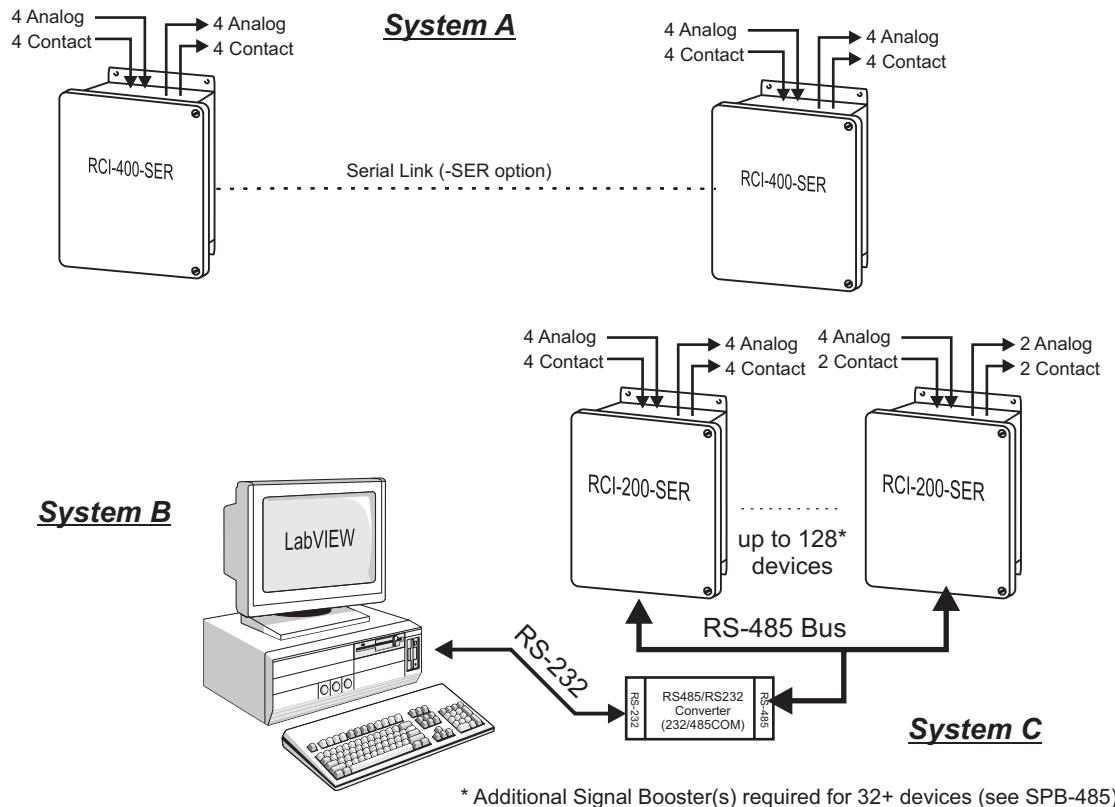 System A
4 Analog
4 Contact
4 Analog
4 Contact
RCI-400-SER
Serial Link (-SER option)
4 Analog
4 Contact
4 Analog
4 Contact
RCI-400-SER
4 Analog
4 Contact
4 Analog
4 Contact
RCI-200-SER
4 Analog
2 Contact
2 Analog
2 Contact
RCI-200-SER
up to 128*
devices
System B
LabVIEW
RS-232
RS-485 Bus
RS-232
RS485/RS232
Converter
(232/485COM)
RS-485
System C
* Additional Signal Booster(s) required for 32+ devices (see SPB-485)